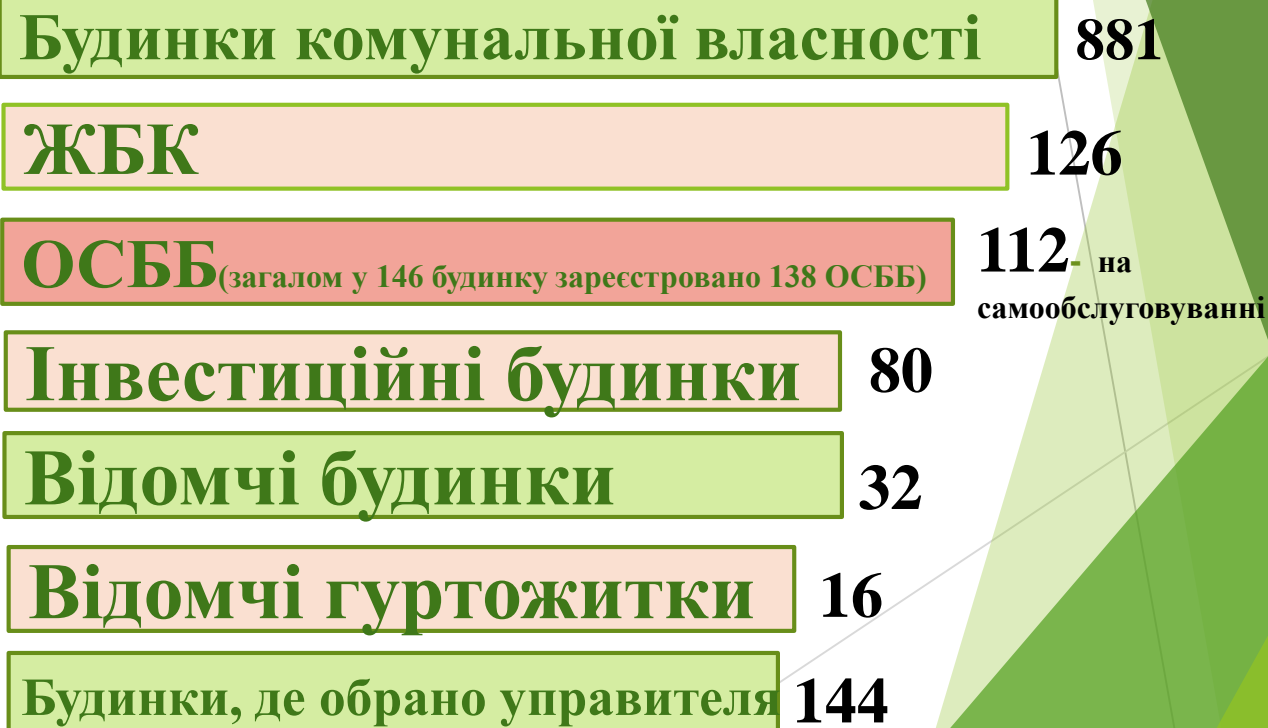 Будинки комунальної власності 881
ЖБК 126
ОСББ(загалом у 146 будинку зареєстровано 138 ОСББ) 112- на
самообслуговуванні
Інвестиційні будинки 80
Відомчі будинки 32
Відомчі гуртожитки 16
Будинки, де обрано управителя 144